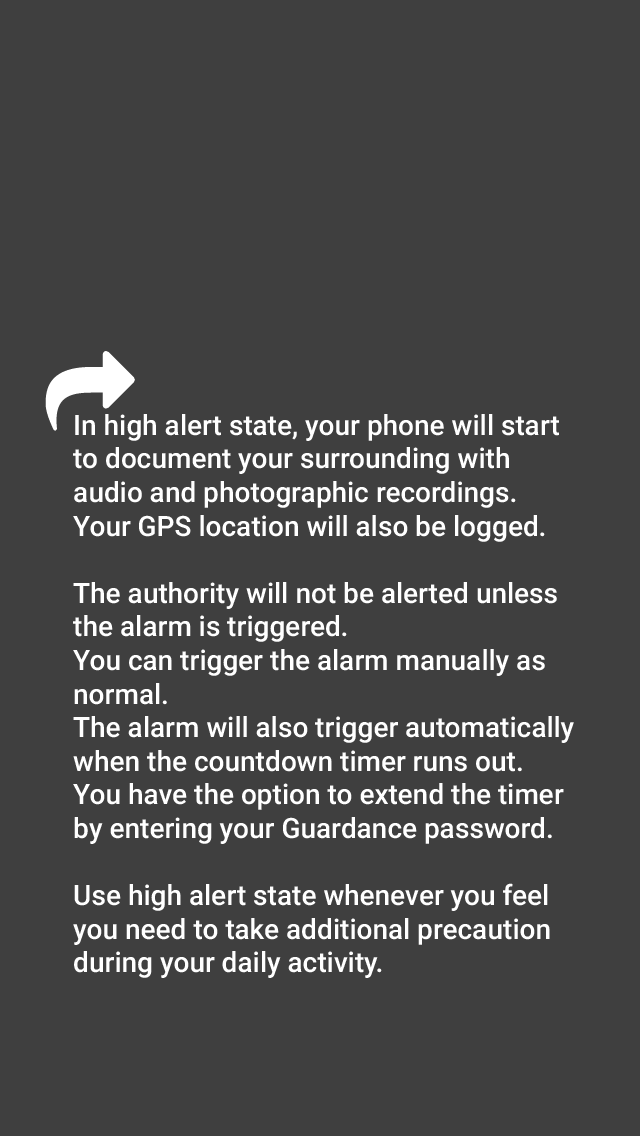 In high alert state, your phone will start
to document your surrounding with
audio and photographic recordings.
Your GPS location will also be logged.
The authority will not be alerted unless
the alarm is triggered.
You can trigger the alarm manually as
normal.
The alarm will also trigger automatically
when the countdown timer runs out.
You have the option to extend the timer
by entering your Guardance password.
Use high alert state whenever you feel
you need to take additional precaution
during your daily activity.